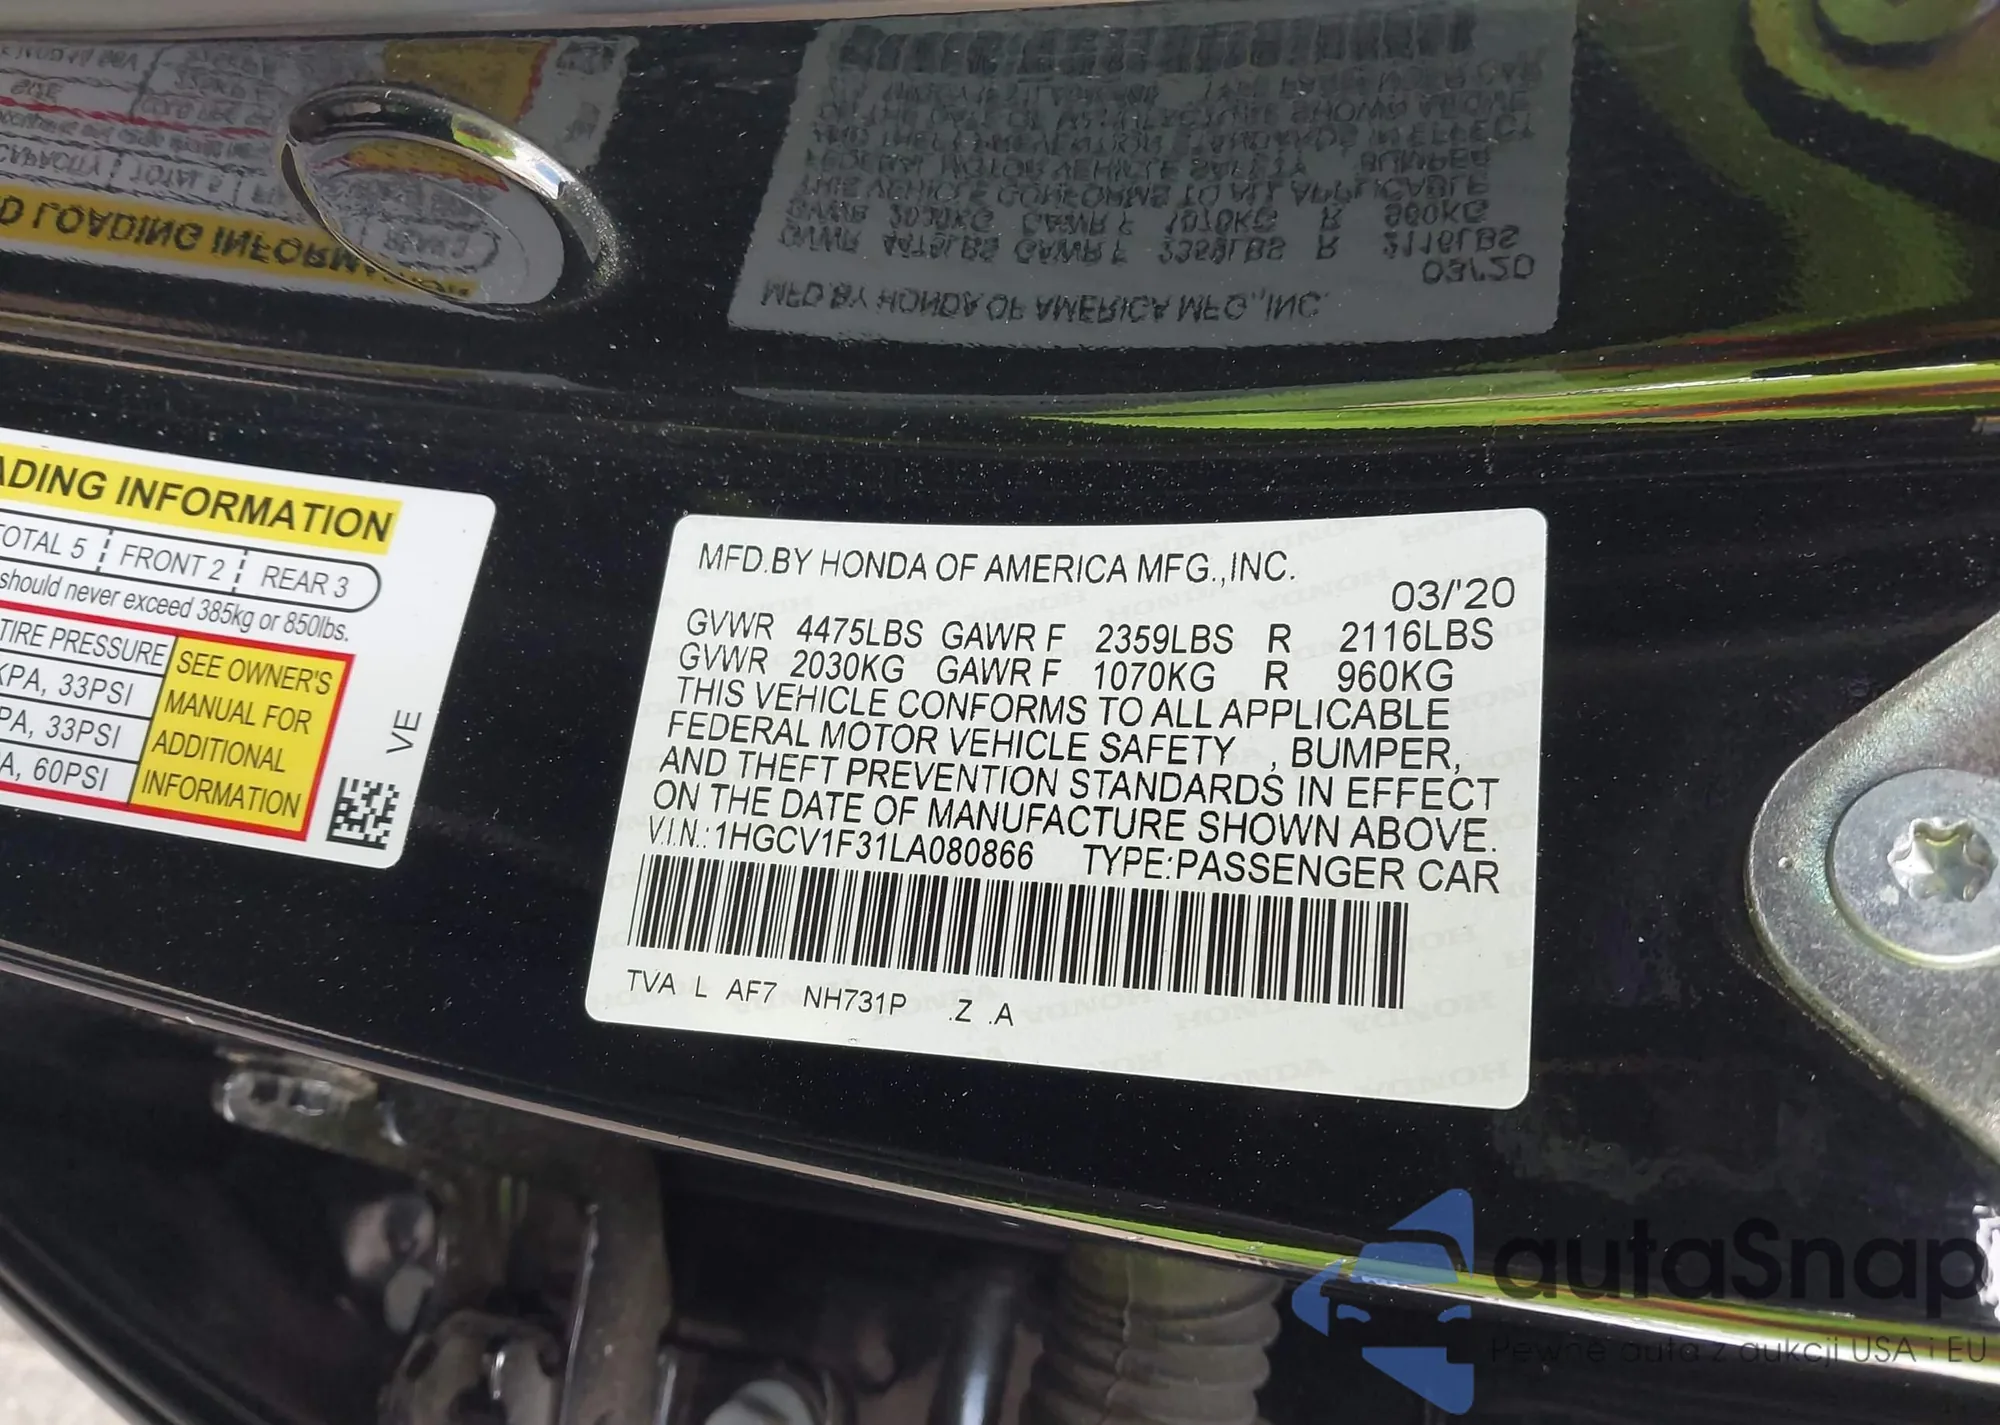 ADING INFORMATION
TOTAL 5 FRONT 2 REAR 3
should never exceed 385kg or 850lbs.
TIRE PRESSURE
KPA, 33PSI
PA, 33PSI
A, 60PSI
SEE OWNER'S
MANUAL FOR
ADDITIONAL
INFORMATION
VE
MFD.BY HONDA OF AMERICA MFG.,INC.
03/'20
GVWR 4475LBS GAWR F 2359LBS R 2116LBS
GVWR 2030KG GAWR F 1070KG R 960KG
THIS VEHICLE CONFORMS TO ALL APPLICABLE
FEDERAL MOTOR VEHICLE SAFETY , BUMPER,
AND THEFT PREVENTION STANDARDS IN EFFECT
ON THE DATE OF MANUFACTURE SHOWN ABOVE.
V.I.N.:1HGCV1F31LA080866 TYPE:PASSENGER CAR
TVA L AF7 NH731P .Z .A
autaSnap
Pewne auta z aukcji USA i EU